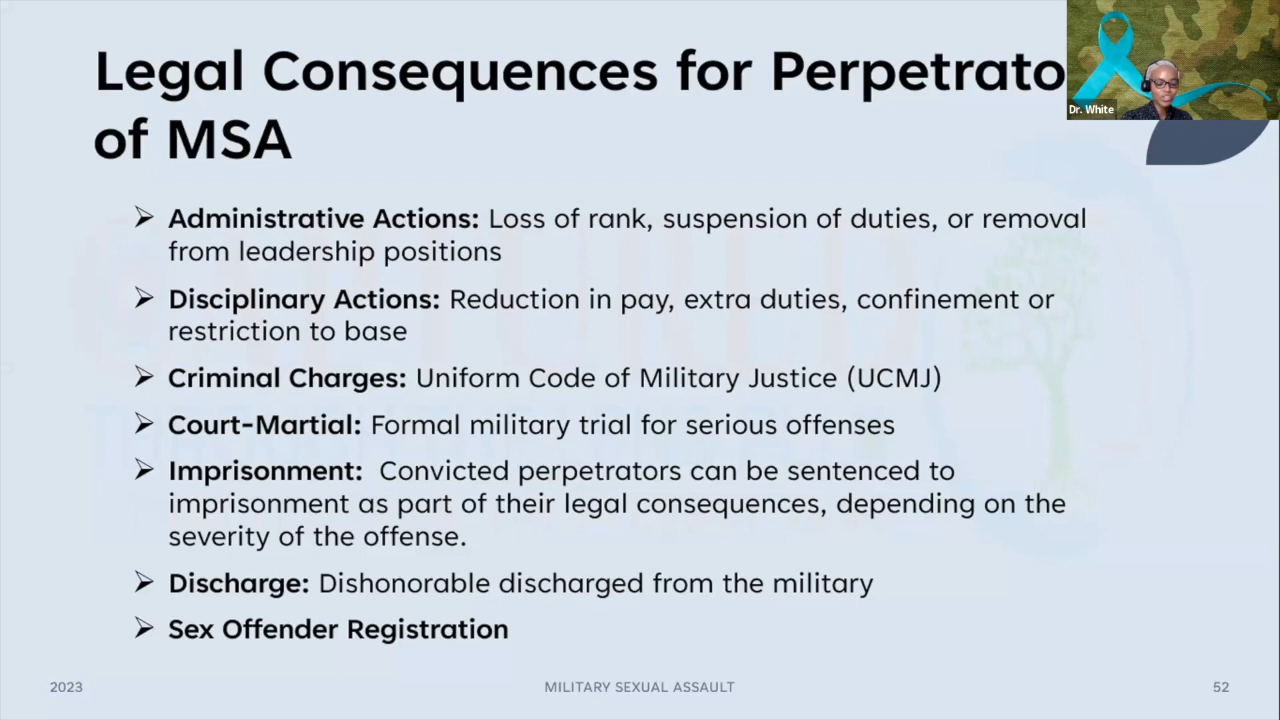 Legal Consequences for Perpetrato
of MSA
Dr. White
➢ Administrative Actions: Loss of rank, suspension of duties, or removal
from leadership positions
➢ Disciplinary Actions: Reduction in pay, extra duties, confinement or
restriction to base
➢ Criminal Charges: Uniform Code of Military Justice (UCMJ)
➢ Court-Martial: Formal military trial for serious offenses
➢ Imprisonment: Convicted perpetrators can be sentenced to
imprisonment as part of their legal consequences, depending on the
severity of the offense.
➢ Discharge: Dishonorable discharged from the military
➢ Sex Offender Registration
2023
MILITARY SEXUAL ASSAULT
52